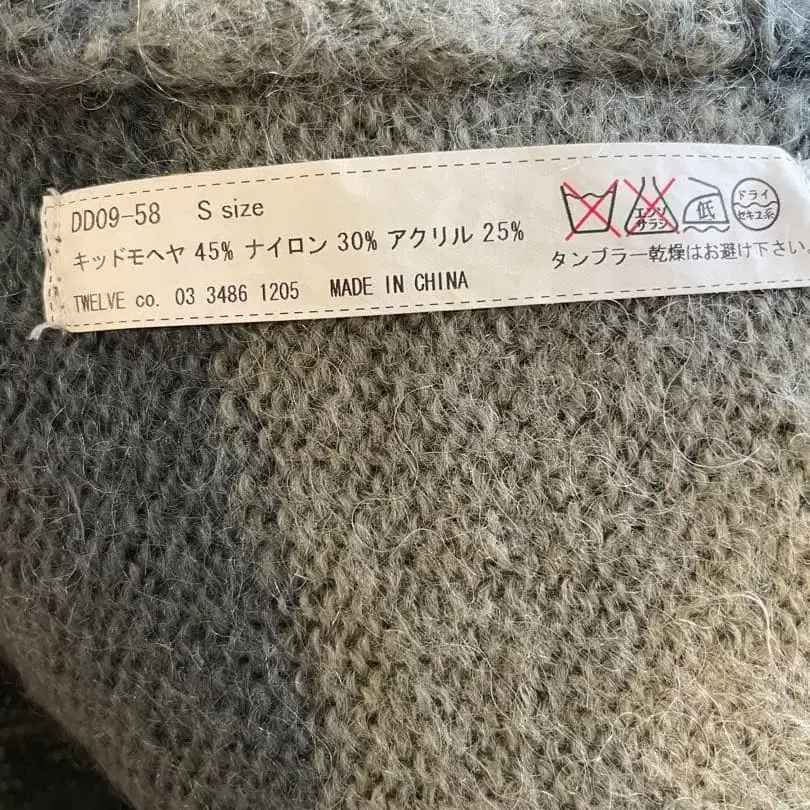 DD09-58 S size
キッドモヘヤ 45% ナイロン 30% アクリル 25%
TWELVE co. 03 3486 1205 MADE IN CHINA
エンソ
サラシ
低
ドライ
セキユ系
タンブラー乾燥はお避け下さい。